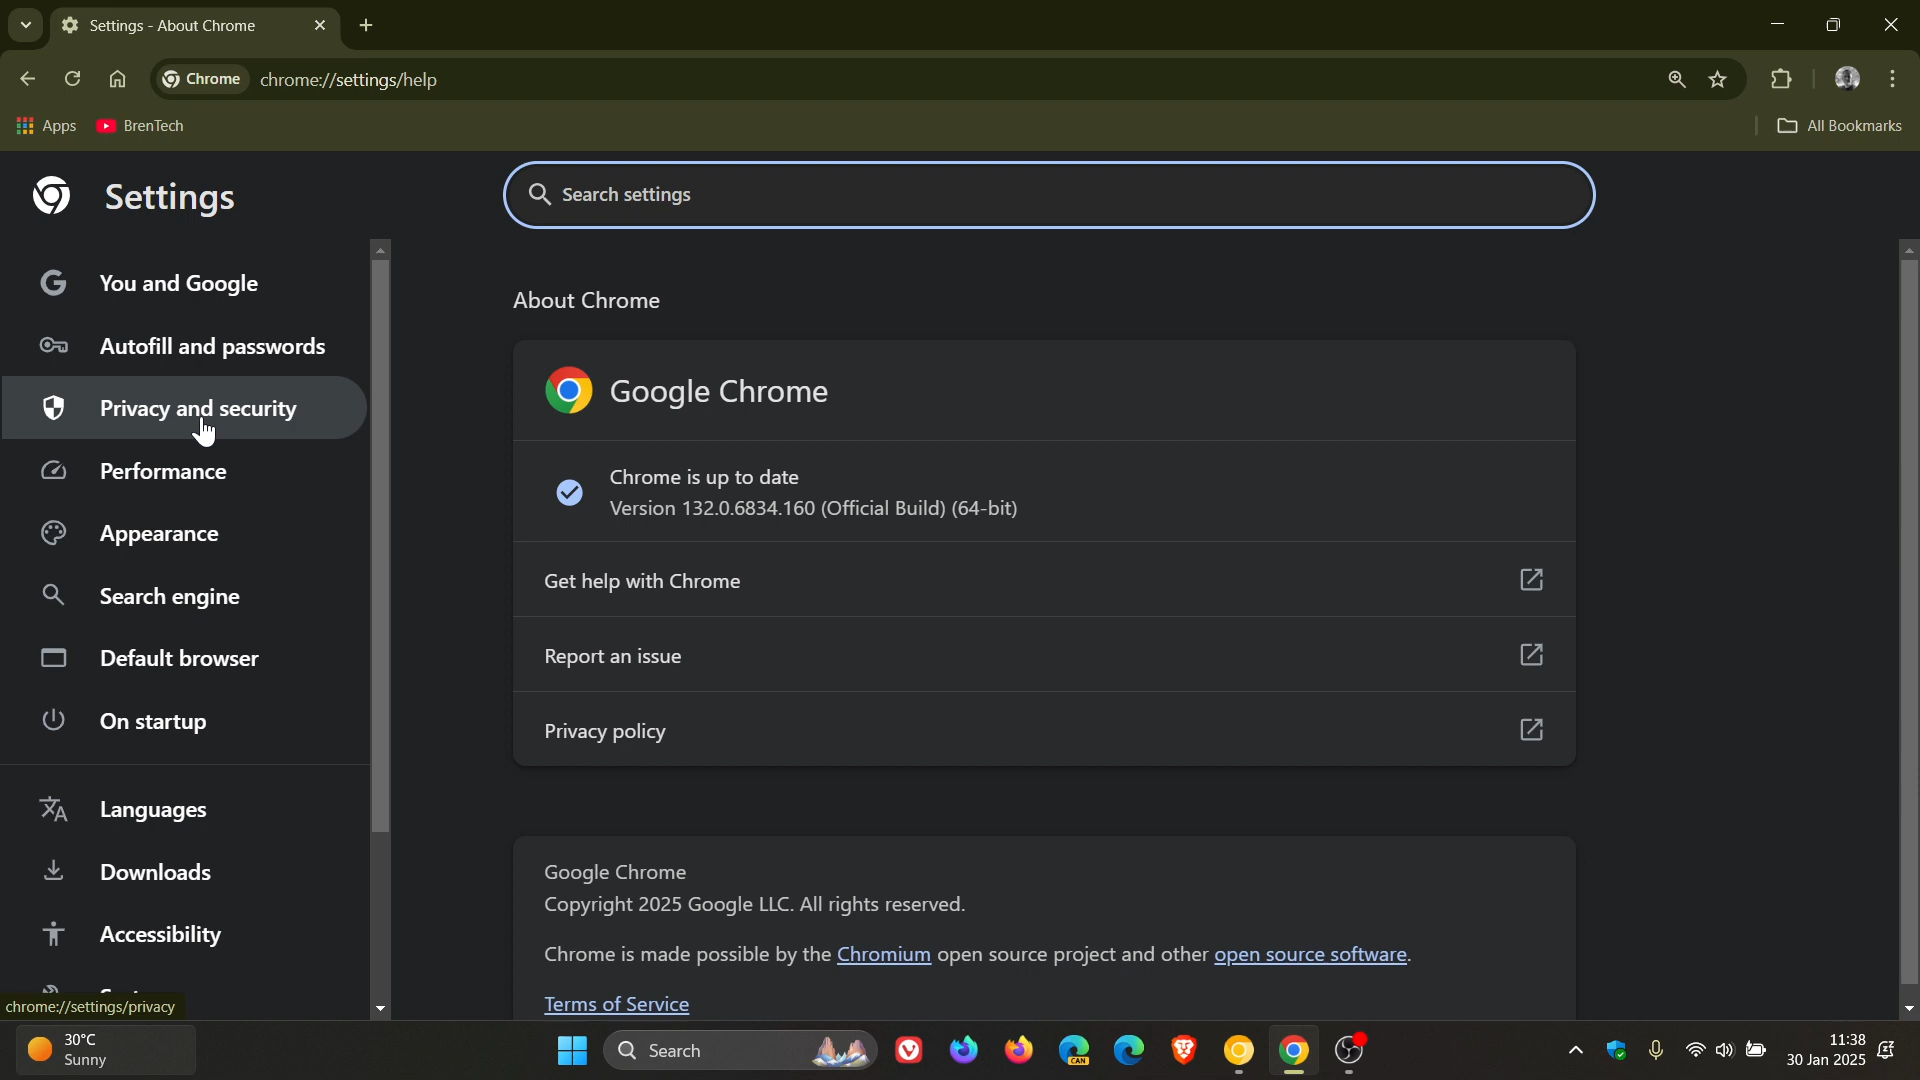 Settings - About Chrome
Chrome
chrome://settings/help
Apps
BrenTech
All Bookmarks
Settings
Search settings
You and Google
Autofill and passwords
Privacy and security
Performance
Appearance
Search engine
Default browser
On startup
Languages
Downloads
Accessibility
About Chrome
Google Chrome
Chrome is up to date
Version 132.0.6834.160 (Official Build) (64-bit)
Get help with Chrome
Report an issue
Privacy policy
Google Chrome
Copyright 2025 Google LLC. All rights reserved.
Chrome is made possible by the Chromium open source project and other open source software.
Terms of Service
chrome://settings/privacy
30°C
Sunny
Search
CAN
11:38
30 Jan 2025